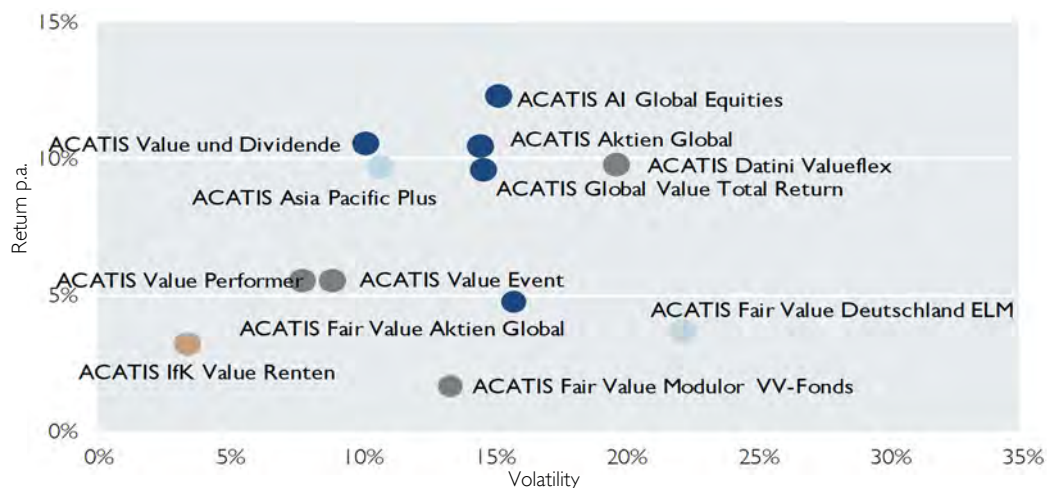 15%
ACATIS AI Global Equities
ACATIS Aktien Global
ACATIS Value und Dividende
10%
ACATIS Datini Valueflex
ACATIS Global Value Total Return
ACATIS Asia Pacific Plus
Return p.a.
ACATIS Value Performer
ACATIS Value Event
5%
ACATIS Fair Value Deutschland ELM
ACATIS Fair Value Aktien Global
ACATIS IfK Value Renten
ACATIS Fair Value Modulor VV-Fonds
0%
0%
5%
10%
15%
20%
25%
30%
35%
Volatility